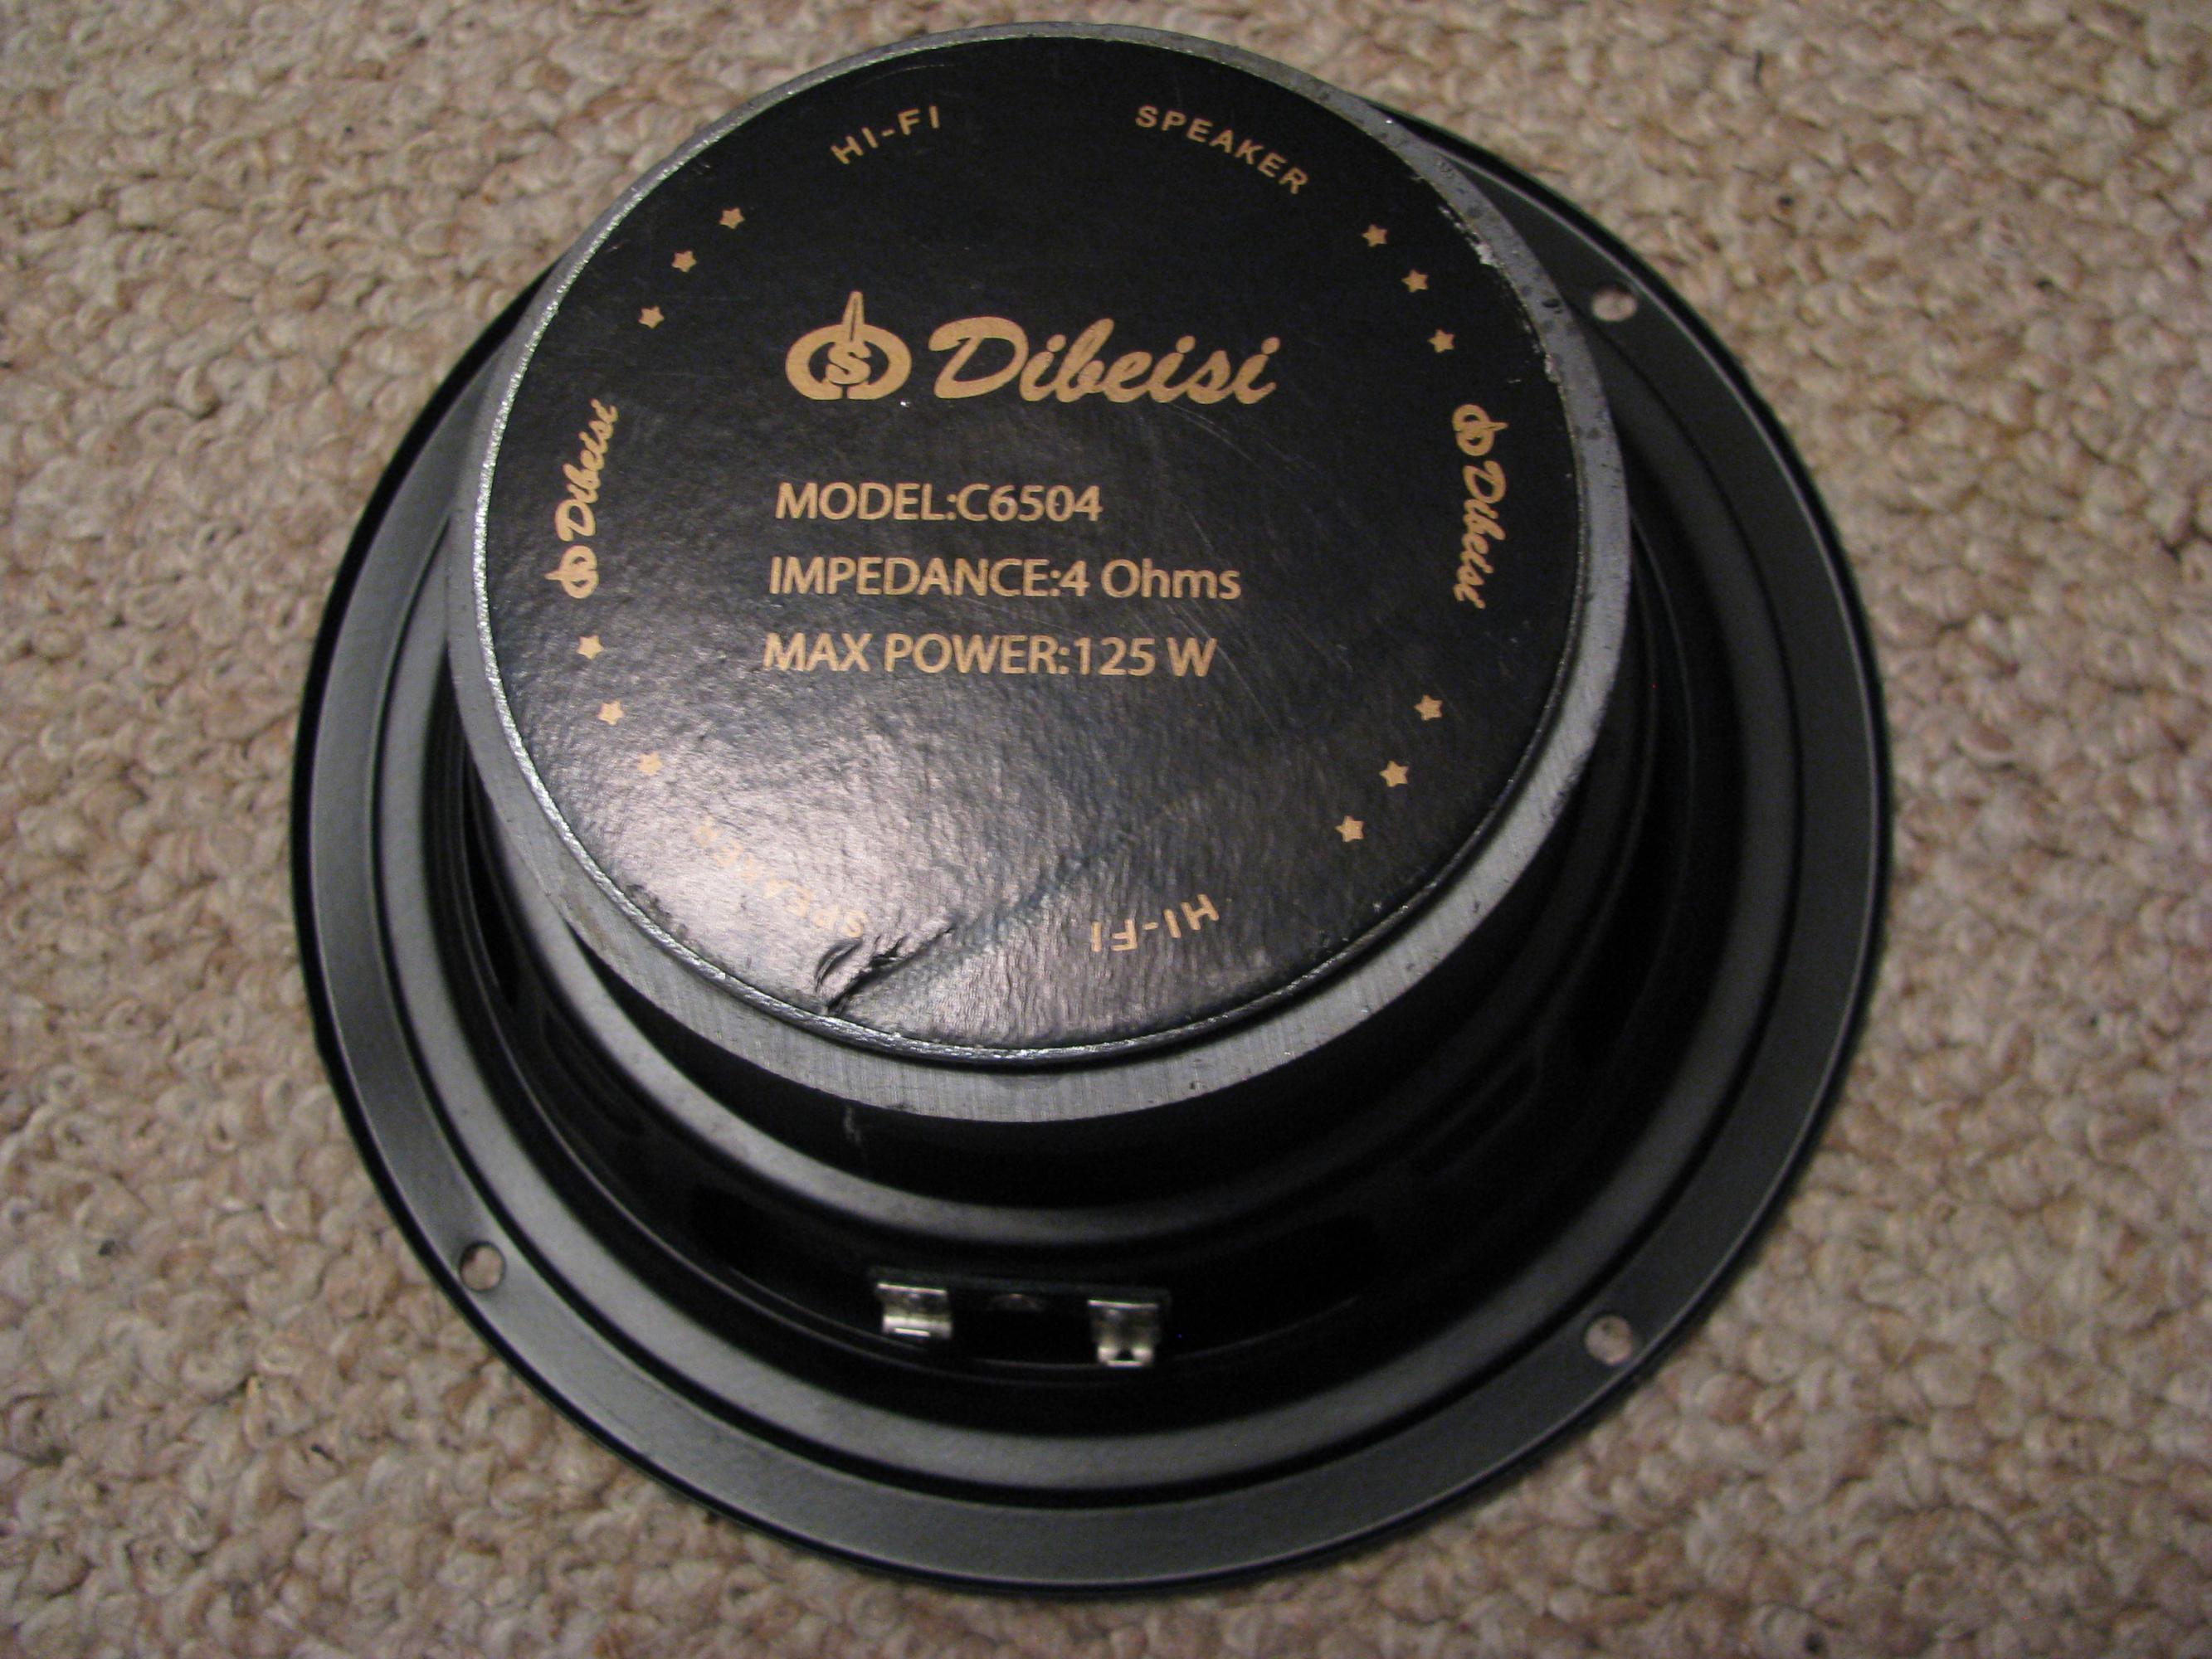 HI-FI SPEAKER
Dibeisi
Dibeisi
Dibeisi
MODEL:C6504
IMPEDANCE:4 Ohms
MAX POWER:125 W
HI-FI SPEAKER